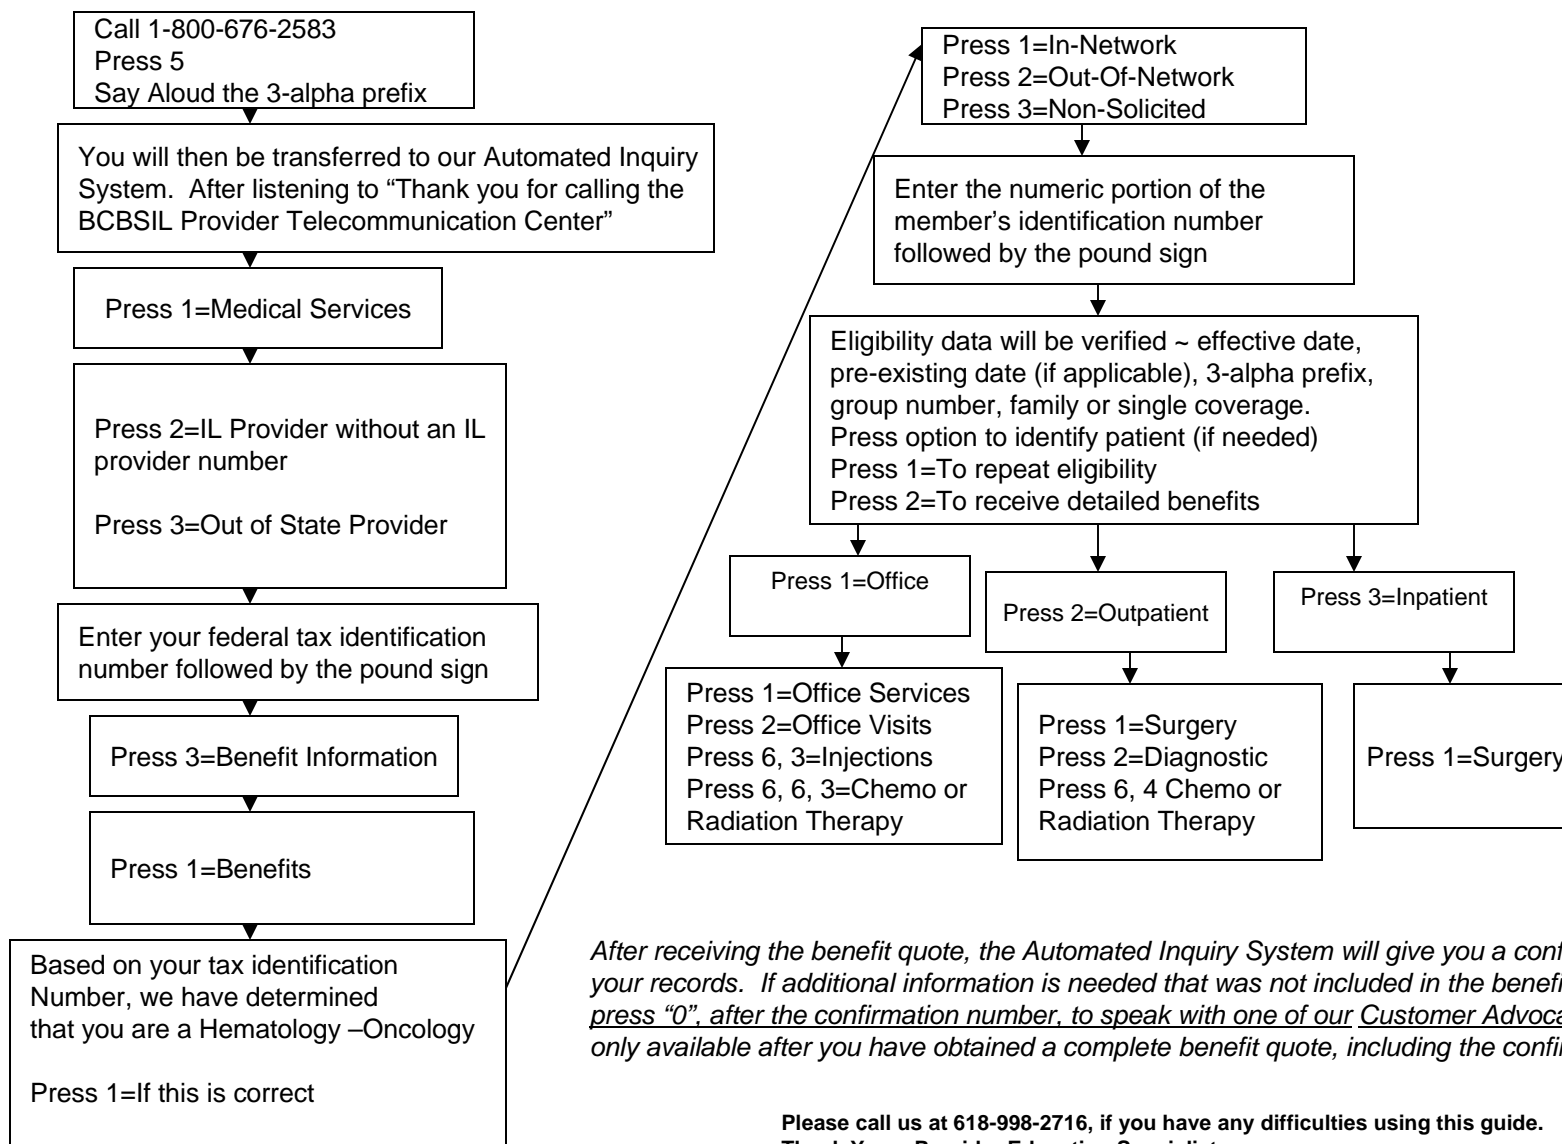 Call 1-800-676-2583
Press 5
Say Aloud the 3-alpha prefix
You will then be transferred to our Automated Inquiry
System.  After listening to “Thank you for calling the
BCBSIL Provider Telecommunication Center”
Press 1=Medical Services
Press 2=IL Provider without an IL
provider number
Press 3=Out of State Provider
Enter your federal tax identification
number followed by the pound sign
Press 3=Benefit Information
Press 1=Benefits
Based on your tax identification
Number, we have determined
that you are a Hematology –Oncology
Press 1=If this is correct
Press 1=In-Network
Press 2=Out-Of-Network
Press 3=Non-Solicited
Enter the numeric portion of the
member’s identification number
followed by the pound sign
Eligibility data will be verified ~ effective date,
pre-existing date (if applicable), 3-alpha prefix,
group number, family or single coverage.
Press option to identify patient (if needed)
Press 1=To repeat eligibility
Press 2=To receive detailed benefits
Press 1=Office
Press 2=Outpatient
Press 3=Inpatient
Press 1=Office Services
Press 2=Office Visits
Press 6, 3=Injections
Press 6, 6, 3=Chemo or
Radiation Therapy
Press 1=Surgery
Press 2=Diagnostic
Press 6, 4 Chemo or
Radiation Therapy
Press 1=Surgery
After receiving the benefit quote, the Automated Inquiry System will give you a
your records.  If additional information is needed that was not included in the
press “0”, after the confirmation number, to speak with one of our Customer
only available after you have obtained a complete benefit quote, including the
Please call us at 618-998-2716, if you have any difficulties using this guide.